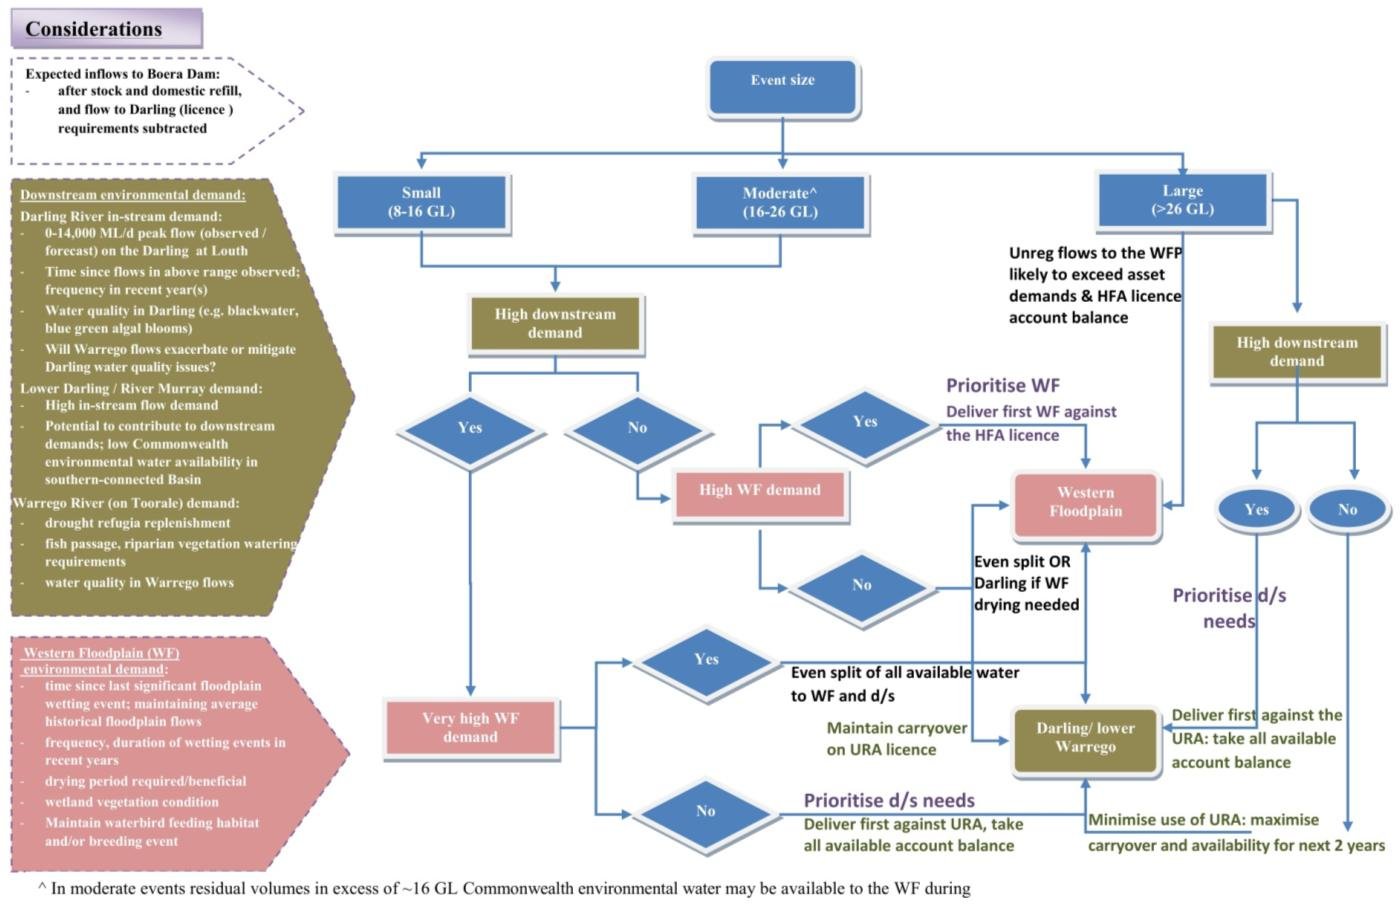 Considerations
Expected inflows to Boera Dam:
- after stock and domestic refill,
and flow to Darling (licence )
requirements subtracted
Downstream environmental demand:
Darling River in-stream demand:
- 0-14,000 ML/d peak flow (observed /
forecast) on the Darling at Louth
- Time since flows in above range observed;
frequency in recent year(s)
- Water quality in Darling (e.g. blackwater,
blue green algal blooms)
- Will Warrego flows exacerbate or mitigate
Darling water quality issues?
Lower Darling / River Murray demand:
- High in-stream flow demand
- Potential to contribute to downstream
demands; low Commonwealth
environmental water availability in
southern-connected Basin
Warrego River (on Toorale) demand:
- drought refugia replenishment
- fish passage, riparian vegetation watering
requirements
- water quality in Warrego flows
Western Floodplain (WF)
environmental demand:
- time since last significant floodplain
wetting event; maintaining average
historical floodplain flows
- frequency, duration of wetting events in
recent years
- drying period required/beneficial
- wetland vegetation condition
- Maintain waterbird feeding habitat
and/or breeding event
Event size
Small
(8-16 GL)
Moderate^
(16-26 GL)
Large
(>26 GL)
Unreg flows to the WFP
likely to exceed asset
demands & HFA licence
account balance
High downstream
demand
High downstream
demand
Yes
No
Yes
Prioritise WF
Deliver first WF against
the HFA licence
High WF demand
Western
Floodplain
Yes
No
No
Even split OR
Darling if WF
drying needed
Prioritise d/s
needs
Yes
Even split of all available water
to WF and d/s
Very high WF
demand
Maintain carryover
on URA licence
Darling/ lower
Warrego
Deliver first against the
URA: take all available
account balance
No
Prioritise d/s needs
Deliver first against URA, take
all available account balance
Minimise use of URA: maximise
carryover and availability for next 2 years
^ In moderate events residual volumes in excess of ~16 GL Commonwealth environmental water may be available to the WF during